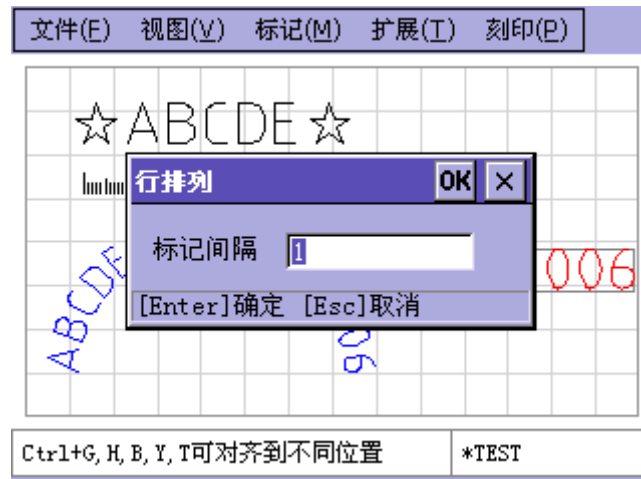 文件(F) 视图(V) 标记(M) 扩展(T) 刻印(P)
☆ABCDE☆
行排列 OK ×
标记间隔 1
006
[Enter]确定 [Esc]取消
ABCDE
Ctrl+G, H, B, Y, T可对齐到不同位置 *TEST